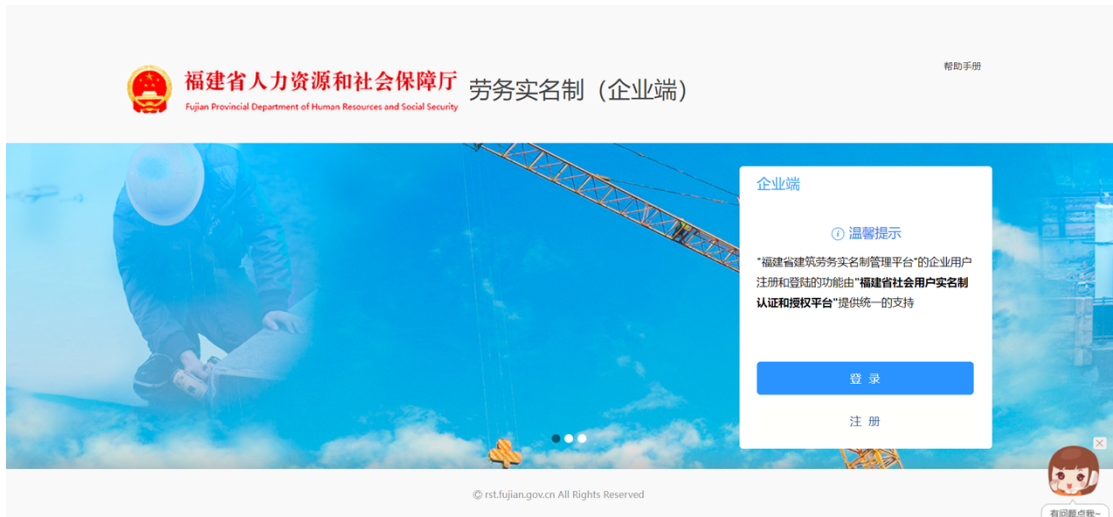 帮助手册
福建省人力资源和社会保障厅
Fujian Provincial Department of Human Resources and Social Security
劳务实名制（企业端）
企业端
温馨提示
“福建省建筑劳务实名制管理平台”的企业用户
注册和登陆的功能由“福建省社会用户实名制
认证和授权平台”提供统一的支持
登 录
注 册
© rst.fujian.gov.cn All Rights Reserved
有问题点我~